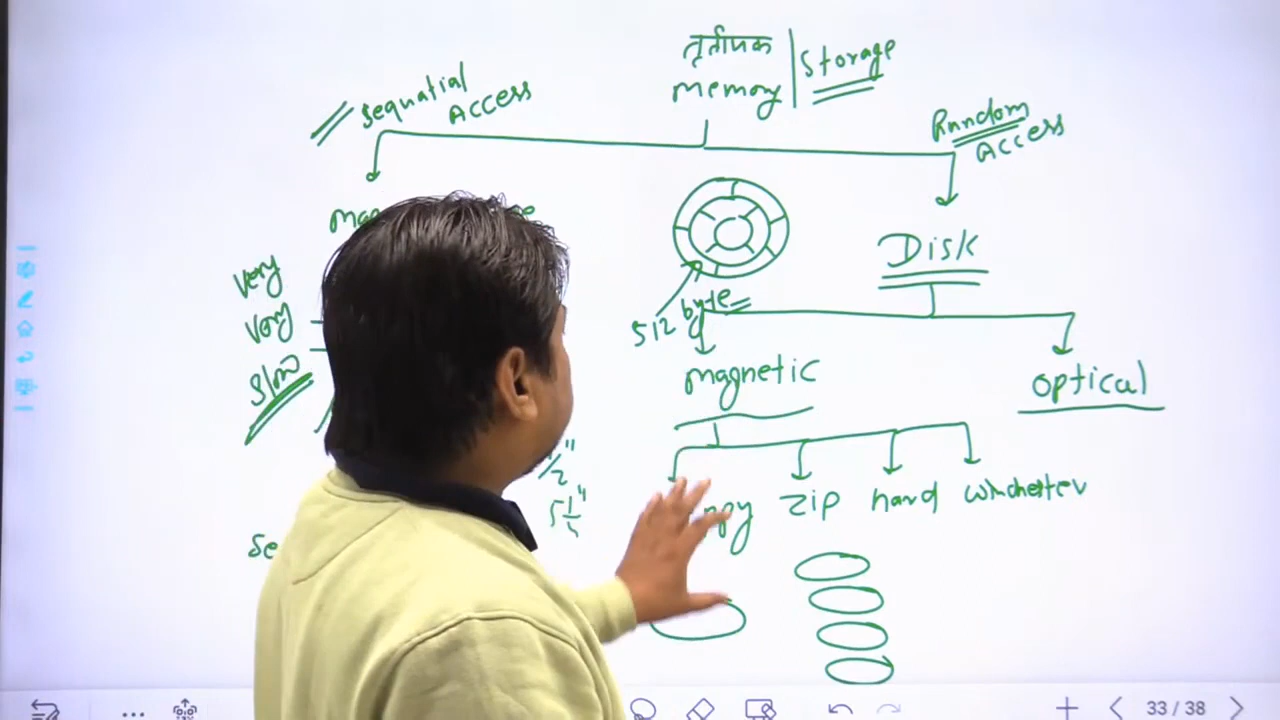 तृतीयक
memory
Storage
Sequatial
Access
Random
Access
Disk
Very
Very
Slow
512 byte
magnetic
optical
1/2"
5 1/4"
Zip
hard
winchester
33 / 38